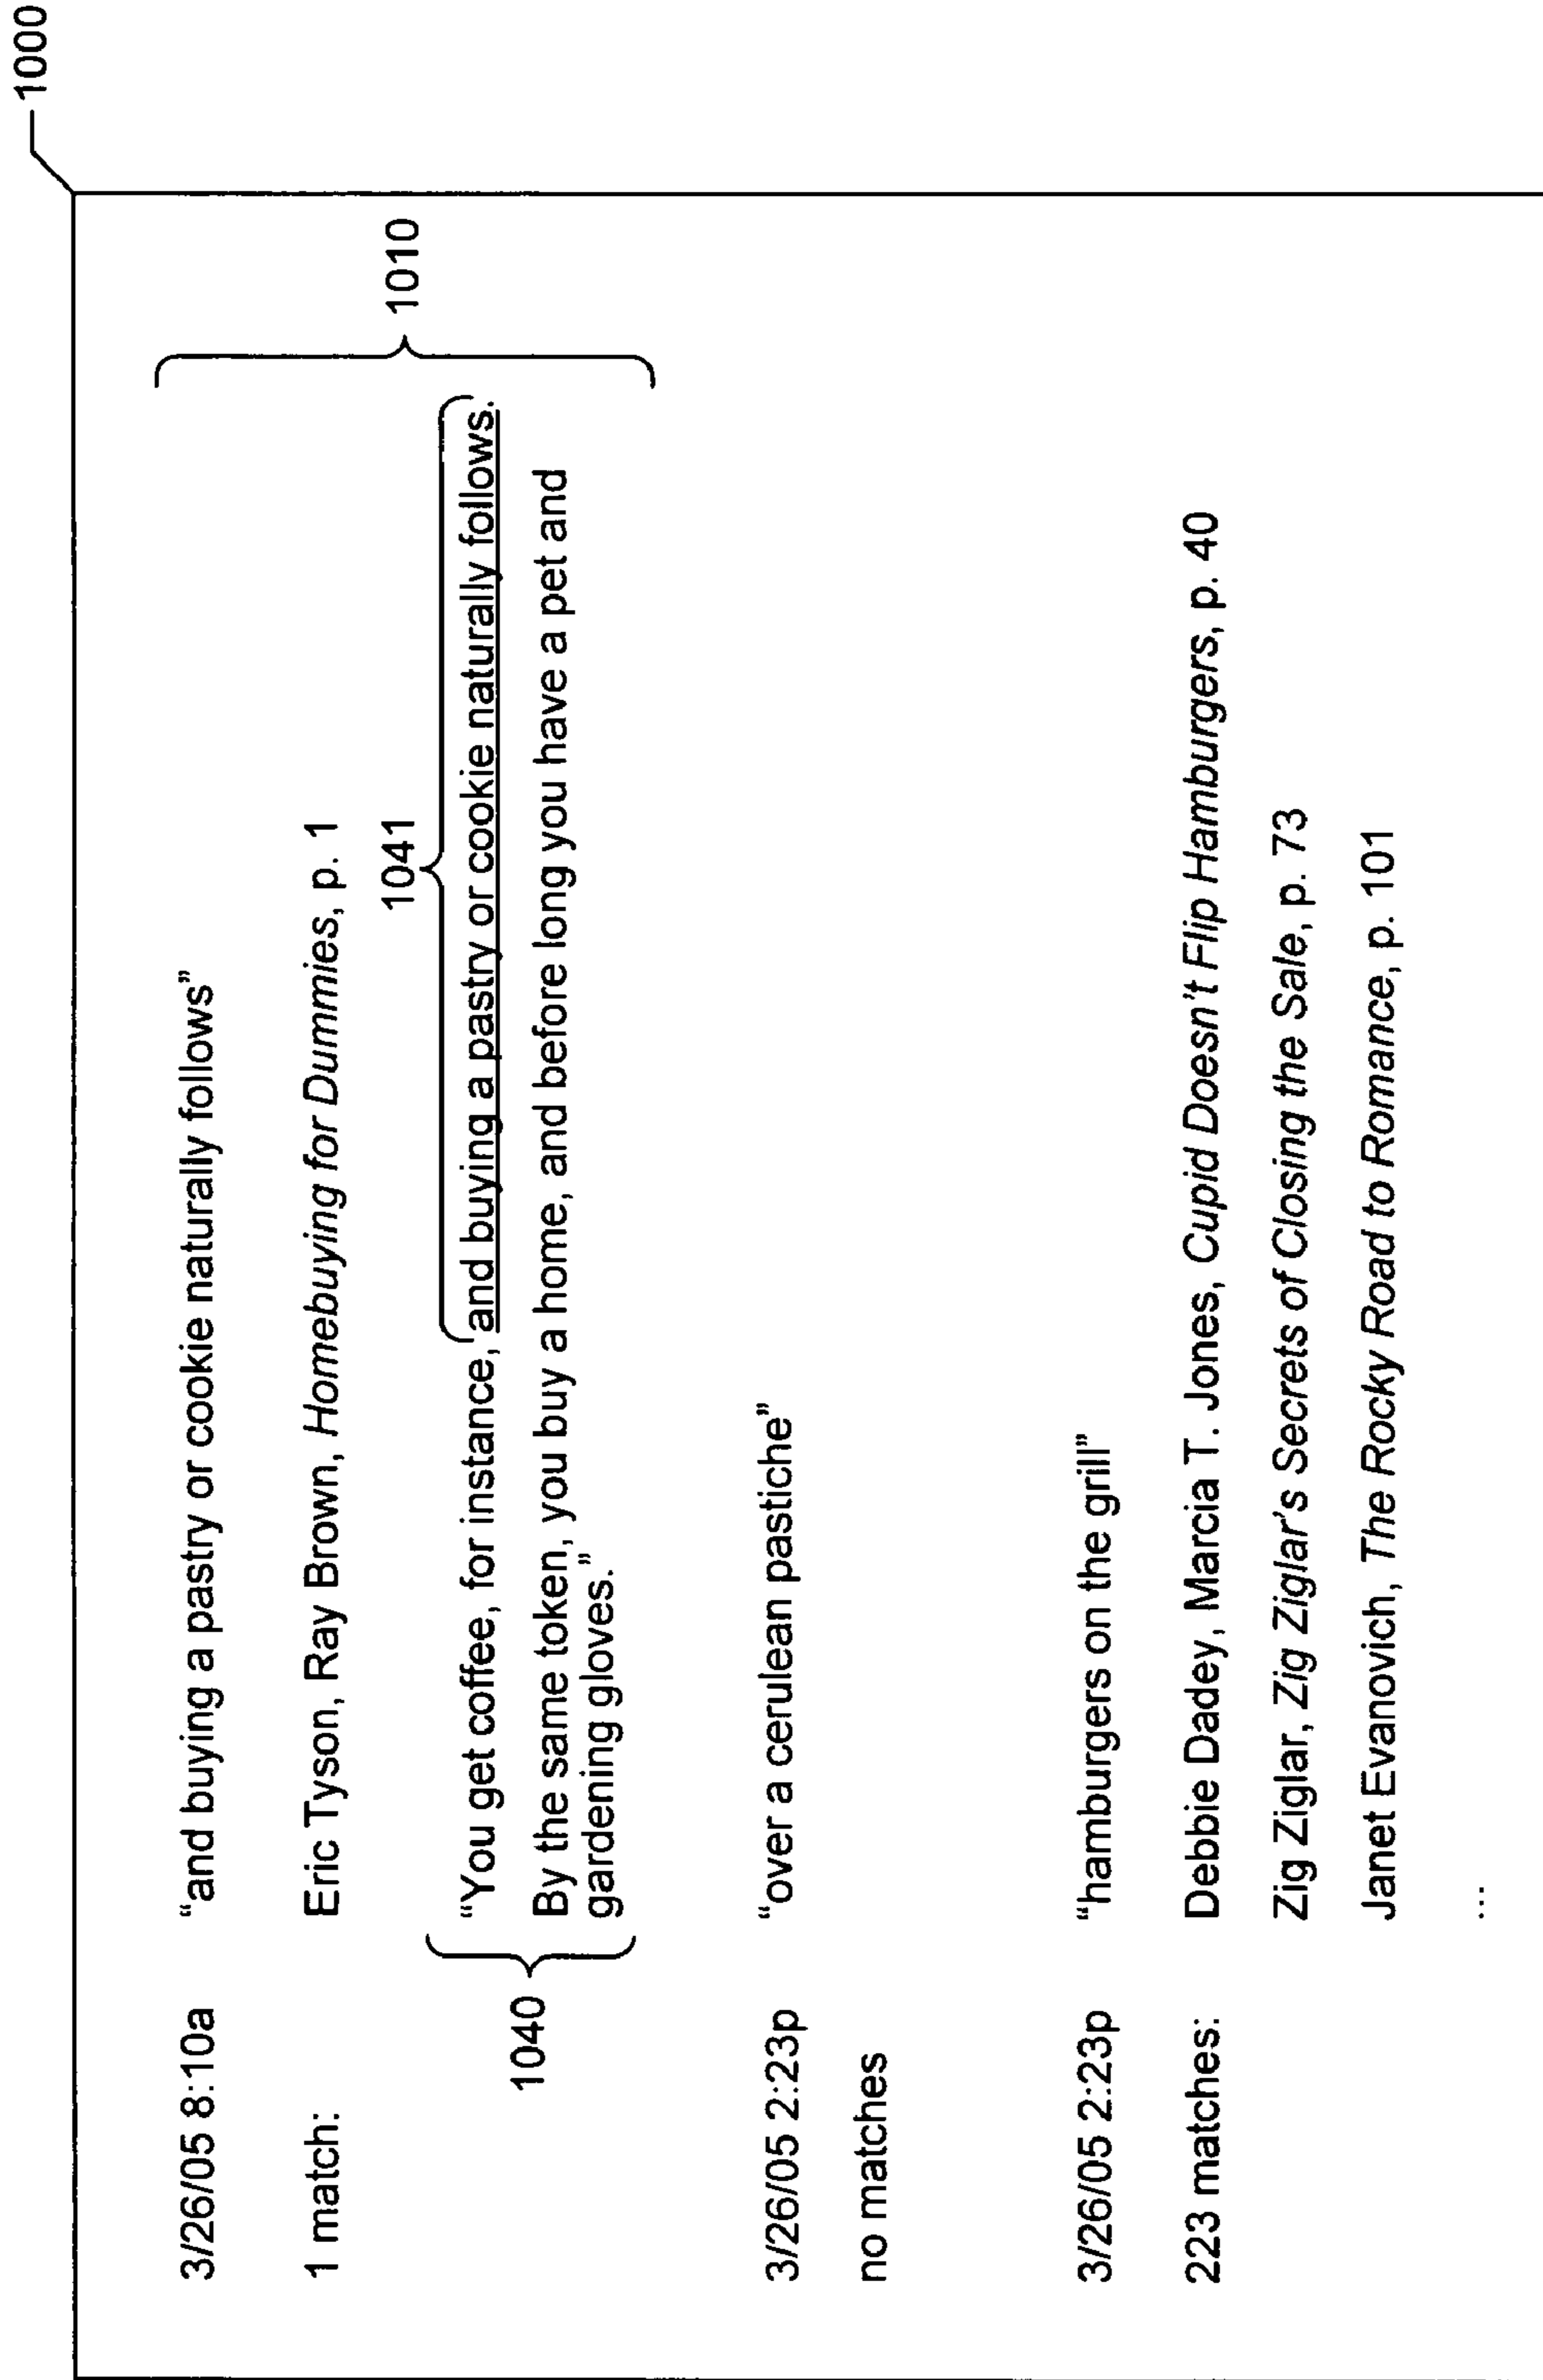 1000
3/26/05 8:10a “and buying a pastry or cookie naturally follows”
1 match: Eric Tyson, Ray Brown, Homebuying for Dummies, p. 1
1010
1041
“You get coffee, for instance, and buying a pastry or cookie naturally follows.
1040
By the same token, you buy a home, and before long you have a pet and
gardening gloves.”
3/26/05 2:23p “over a cerulean pastiche”
no matches
3/26/05 2:23p “hamburgers on the grill”
223 matches: Debbie Dadey, Marcia T. Jones, Cupid Doesn't Flip Hamburgers, p. 40
Zig Ziglar, Zig Ziglar's Secrets of Closing the Sale, p. 73
Janet Evanovich, The Rocky Road to Romance, p. 101
...